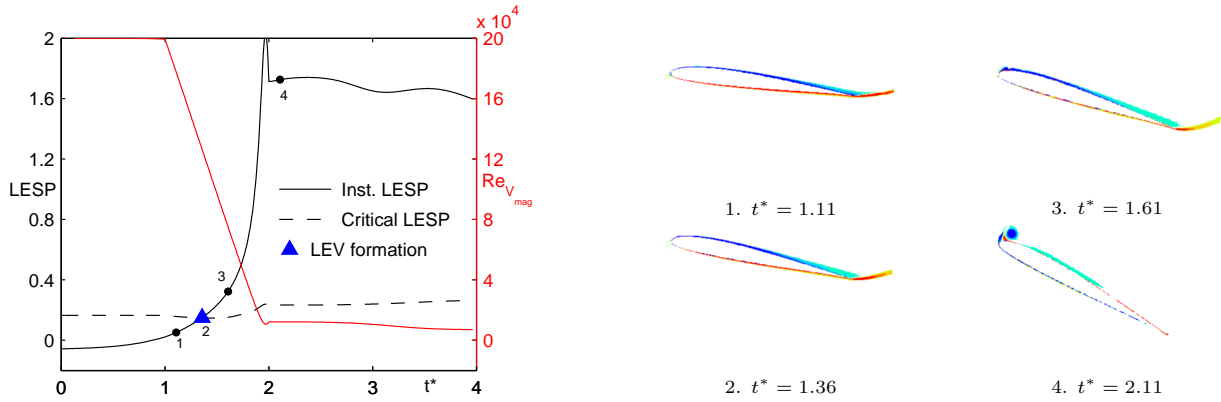 x 10⁴
2
1.6
1.2
LESP
0.8
0.4
0
20
16
12
Re_V_mag
8
4
0
Inst. LESP
Critical LESP
LEV formation
1
2
3
4
0
1
2
t*
3
4
1. t* = 1.11
3. t* = 1.61
2. t* = 1.36
4. t* = 2.11